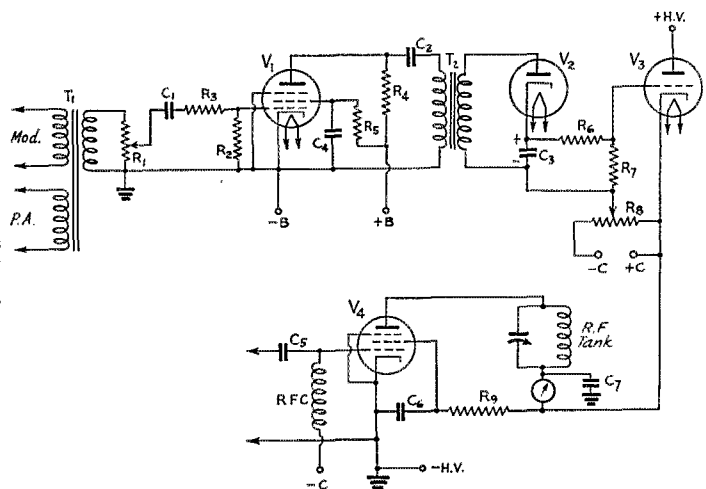 +H.V.
C2
T2
V1
V2
V3
T1
C1
R3
R4
Mod.
R1
R2
C4
R5
+
R6
-
C3
R7
P.A.
R8
-B
+B
-C
+C
V4
R.F
Tank
C5
C7
RFC
C6
R9
-C
-H.V.